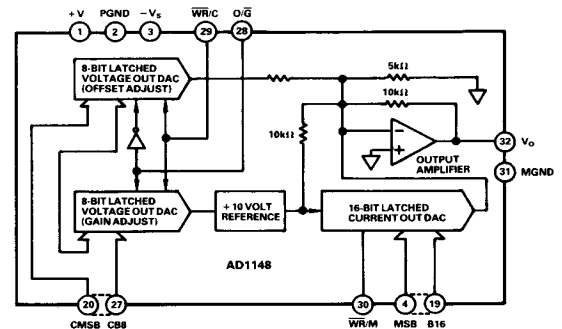 +V PGND −Vs W̅R̅/C O/G̅
1 2 3 29 28
8-BIT LATCHED
VOLTAGE OUT DAC
(OFFSET ADJUST)
5kΩ
10kΩ
10kΩ
−
+
OUTPUT
AMPLIFIER
32 Vo
31 MGND
8-BIT LATCHED
VOLTAGE OUT DAC
(GAIN ADJUST)
+10 VOLT
REFERENCE
16-BIT LATCHED
CURRENT OUT DAC
AD1148
20 27 30 4 19
CMSB CB8 W̅R̅/M MSB B16